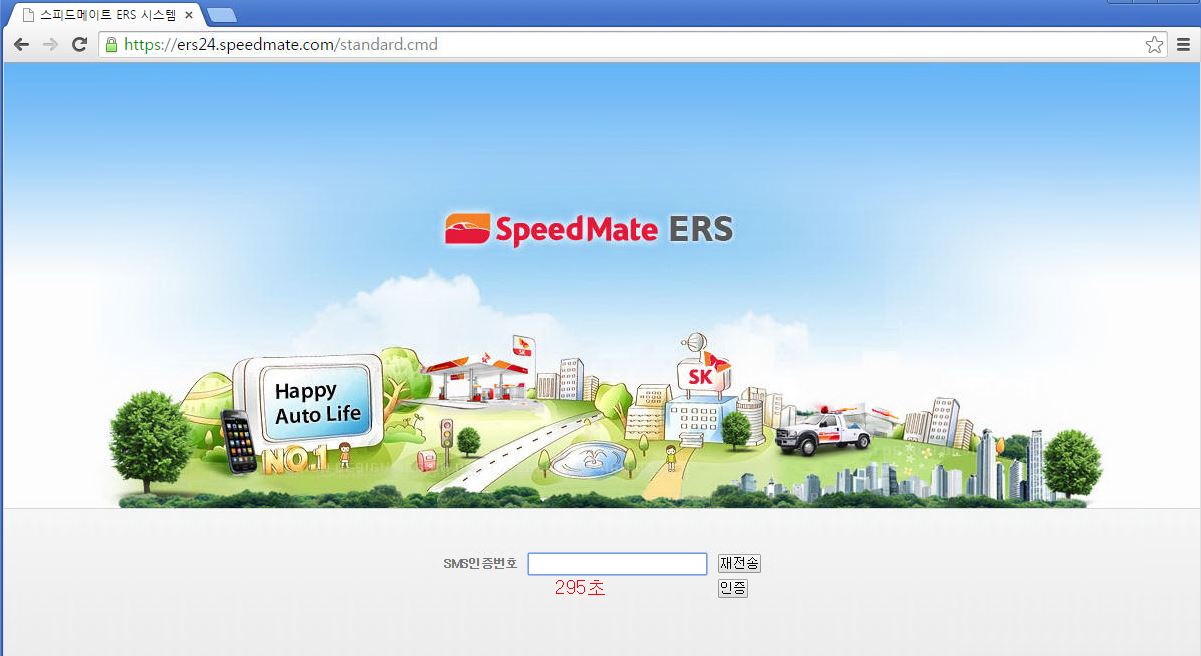 스피드메이트 ERS 시스템
https://ers24.speedmate.com/standard.cmd
SpeedMate ERS
SK
SK
Happy
Auto Life
NO.1
SMS인증번호
재전송
295초
인증